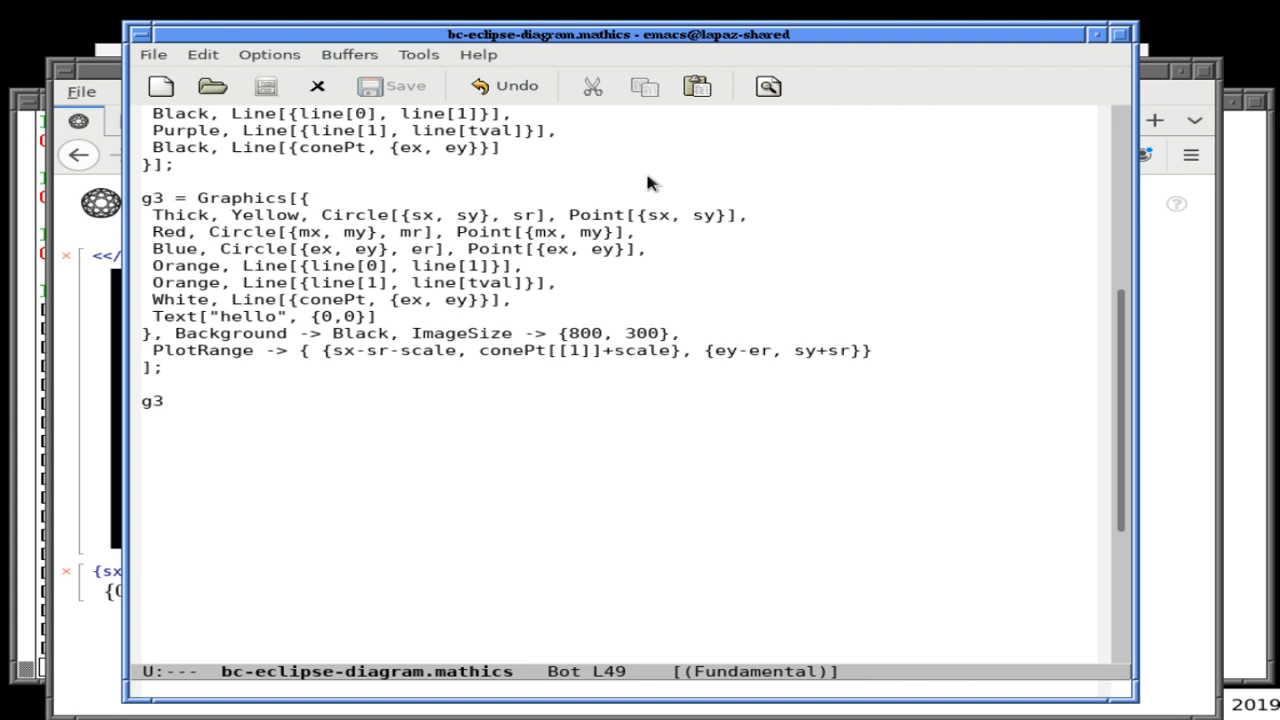 bc-eclipse-diagram.mathics - emacs@lapaz-shared
File Edit Options Buffers Tools Help
Save Undo
Black, Line[{line[0], line[1]}],
Purple, Line[{line[1], line[tval]}],
Black, Line[{conePt, {ex, ey}}]
}];
g3 = Graphics[{
Thick, Yellow, Circle[{sx, sy}, sr], Point[{sx, sy}],
Red, Circle[{mx, my}, mr], Point[{mx, my}],
Blue, Circle[{ex, ey}, er], Point[{ex, ey}],
Orange, Line[{line[0], line[1]}],
Orange, Line[{line[1], line[tval]}],
White, Line[{conePt, {ex, ey}}],
Text["hello", {0,0}]
}, Background -> Black, ImageSize -> {800, 300},
PlotRange -> { {sx-sr-scale, conePt[[1]]+scale}, {ey-er, sy+sr}}
];
g3
U:--- bc-eclipse-diagram.mathics Bot L49 [(Fundamental)]
File
<</
{sx
{0
2019